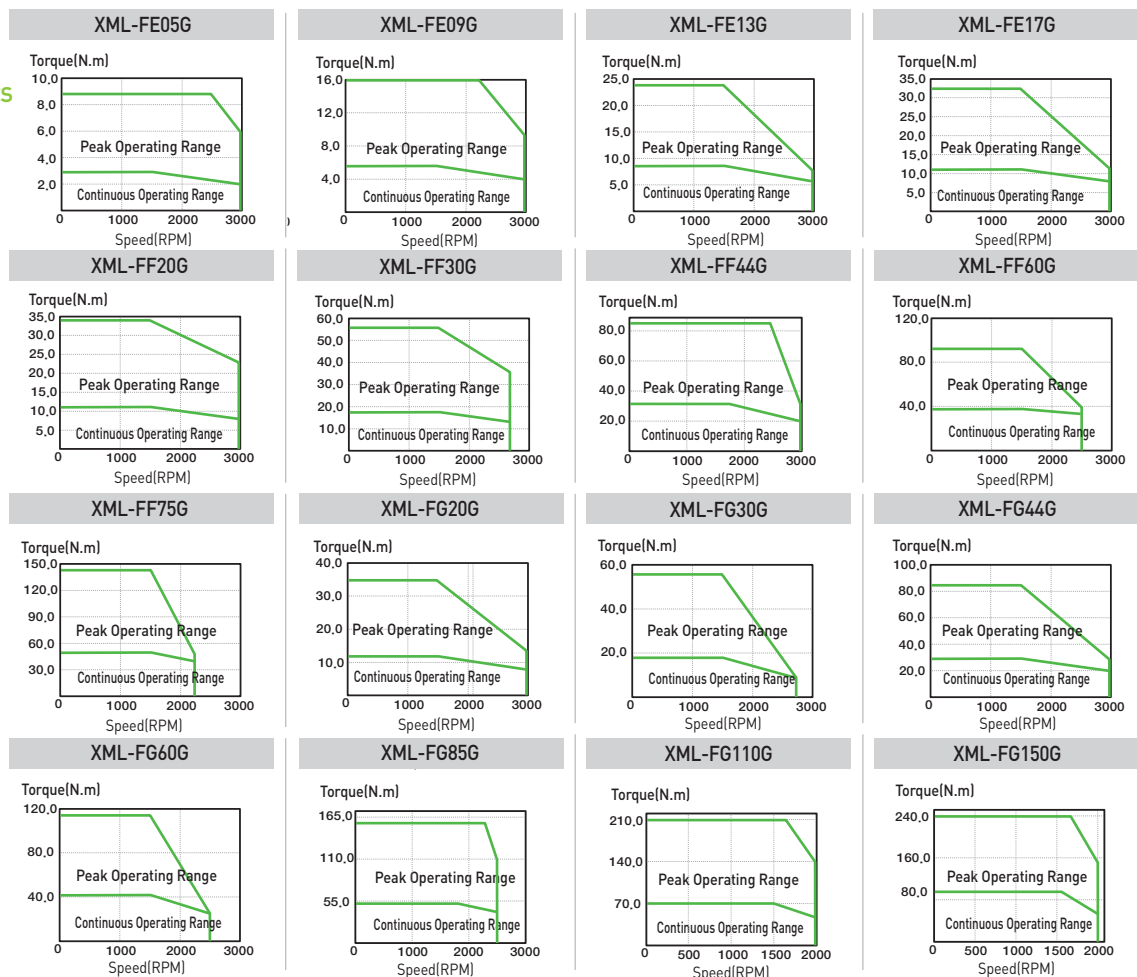 S
XML-FE05G
Torque(N.m)
10,0
8,0
6,0
4,0
2,0
Peak Operating Range
Continuous Operating Range
0 1000 2000 3000
Speed(RPM)
XML-FE09G
Torque(N.m)
16,0
12,0
8,0
4,0
Peak Operating Range
Continuous Operating Range
0 1000 2000 3000
Speed(RPM)
XML-FE13G
Torque(N.m)
25,0
20,0
15,0
10,0
5,0
Peak Operating Range
Continuous Operating Range
0 1000 2000 3000
Speed(RPM)
XML-FE17G
Torque(N.m)
35,0
30,0
25,0
20,0
15,0
10,0
5,0
Peak Operating Range
Continuous Operating Range
0 1000 2000 3000
Speed(RPM)
XML-FF20G
Torque(N.m)
35,0
30,0
25,0
20,0
15,0
10,0
5,0
Peak Operating Range
Continuous Operating Range
0 1000 2000 3000
Speed(RPM)
XML-FF30G
Torque(N.m)
60,0
50,0
40,0
30,0
20,0
10,0
Peak Operating Range
Continuous Operating Range
0 1000 2000 3000
Speed(RPM)
XML-FF44G
Torque(N.m)
80,0
60,0
40,0
20,0
Peak Operating Range
Continuous Operating Range
0 1000 2000 3000
Speed(RPM)
XML-FF60G
Torque(N.m)
120,0
80,0
40,0
Peak Operating Range
Continuous Operating Range
0 1000 2000 3000
Speed(RPM)
XML-FF75G
Torque(N.m)
150,0
120,0
90,0
60,0
30,0
Peak Operating Range
Continuous Operating Range
0 1000 2000 3000
Speed(RPM)
XML-FG20G
Torque(N.m)
40,0
30,0
20,0
10,0
Peak Operating Range
Continuous Operating Range
0 1000 2000 3000
Speed(RPM)
XML-FG30G
Torque(N.m)
60,0
40,0
20,0
Peak Operating Range
Continuous Operating Range
0 1000 2000 3000
Speed(RPM)
XML-FG44G
Torque(N.m)
100,0
80,0
60,0
40,0
20,0
Peak Operating Range
Continuous Operating Range
0 1000 2000 3000
Speed(RPM)
XML-FG60G
Torque(N.m)
120,0
80,0
40,0
Peak Operating Range
Continuous Operating Range
0 1000 2000 3000
Speed(RPM)
XML-FG85G
Torque(N.m)
165,0
110,0
55,0
Peak Operating Range
Continuous Operating Range
0 1000 2000 3000
Speed(RPM)
XML-FG110G
Torque(N.m)
210,0
140,0
70,0
Peak Operating Range
Continuous Operating Range
0 500 1000 1500 2000
Speed(RPM)
XML-FG150G
Torque(N.m)
240,0
160,0
80,0
Peak Operating Range
Continuous Operating Range
0 500 1000 1500 2000
Speed(RPM)